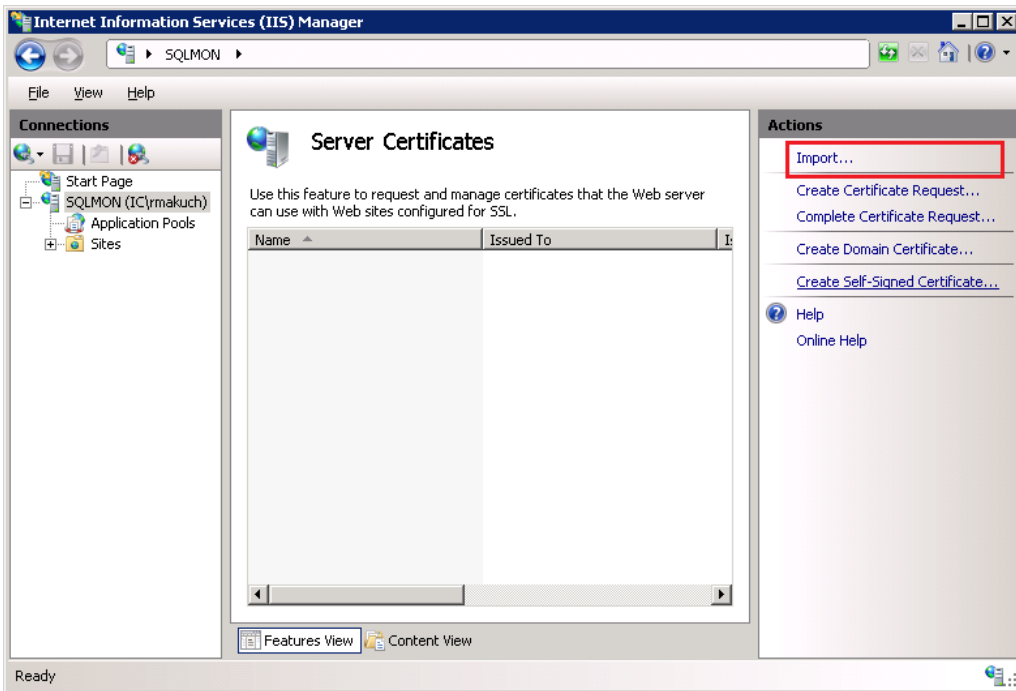 Internet Information Services (IIS) Manager
SQLMON
File View Help
Connections
Start Page
SQLMON (IC\rmakuch)
Application Pools
Sites
Server Certificates
Use this feature to request and manage certificates that the Web server
can use with Web sites configured for SSL.
Name Issued To
Features View Content View
Actions
Import...
Create Certificate Request...
Complete Certificate Request...
Create Domain Certificate...
Create Self-Signed Certificate...
Help
Online Help
Ready